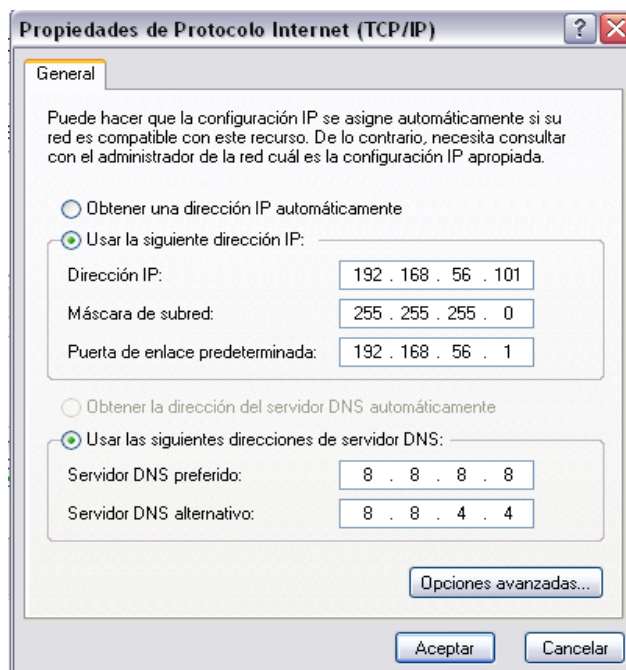 Propiedades de Protocolo Internet (TCP/IP)
General
Puede hacer que la configuración IP se asigne automáticamente si su
red es compatible con este recurso. De lo contrario, necesita consultar
con el administrador de la red cuál es la configuración IP apropiada.
Obtener una dirección IP automáticamente
Usar la siguiente dirección IP:
Dirección IP: 192 . 168 . 56 . 101
Máscara de subred: 255 . 255 . 255 . 0
Puerta de enlace predeterminada: 192 . 168 . 56 . 1
Obtener la dirección del servidor DNS automáticamente
Usar las siguientes direcciones de servidor DNS:
Servidor DNS preferido: 8 . 8 . 8 . 8
Servidor DNS alternativo: 8 . 8 . 4 . 4
Opciones avanzadas...
Aceptar Cancelar